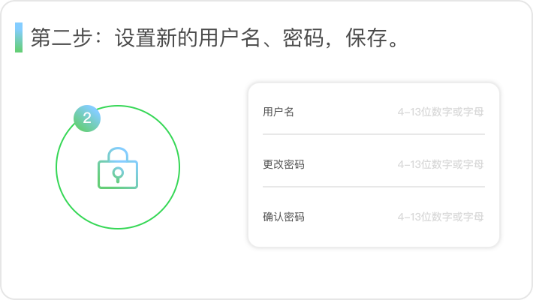 第二步：设置新的用户名、密码，保存。
2
用户名 4-13位数字或字母
更改密码 4-13位数字或字母
确认密码 4-13位数字或字母